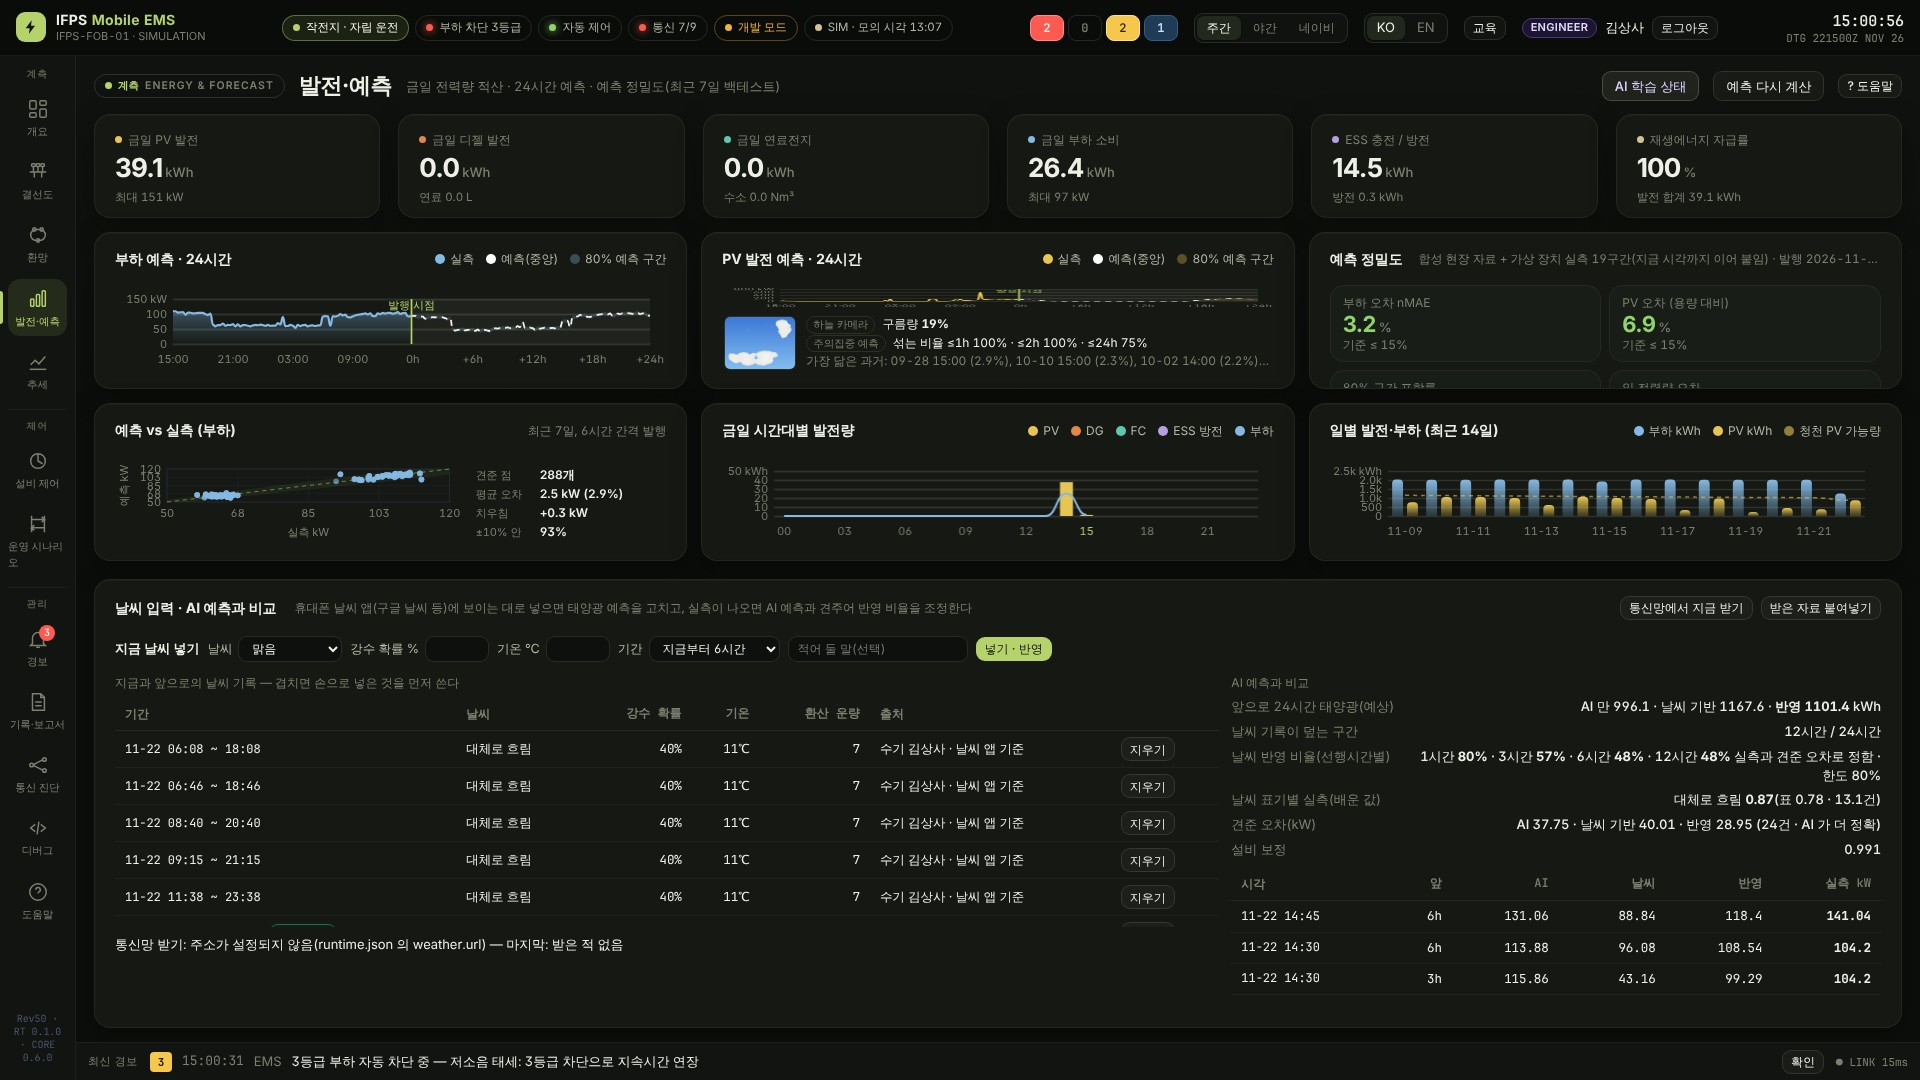 IFPS Mobile EMS
IFPS-FOB-01 · SIMULATION
작전지 · 자립 운전
부하 차단 3등급
자동 제어
통신 7/9
개발 모드
SIM · 모의 시각 13:07
2 0 2 1
주간 야간 네이비
KO EN
교육
ENGINEER 김상사 로그아웃
15:00:56
DTG 221500Z NOV 26
계측
개요
결선도
환망
발전·예측
추세
제어
설비 제어
운영 시나리오
관리
3
경보
기록·보고서
통신 진단
디버그
도움말
Rev50 ·
RT 0.1.0
· CORE
0.6.0
계측 ENERGY & FORECAST
발전·예측
금일 전력량 적산 · 24시간 예측 · 예측 정밀도(최근 7일 백테스트)
AI 학습 상태
예측 다시 계산
? 도움말
금일 PV 발전
39.1 kWh
최대 151 kW
금일 디젤 발전
0.0 kWh
연료 0.0 L
금일 연료전지
0.0 kWh
수소 0.0 Nm³
금일 부하 소비
26.4 kWh
최대 97 kW
ESS 충전 / 방전
14.5 kWh
방전 0.3 kWh
재생에너지 자급률
100 %
발전 합계 39.1 kWh
부하 예측 · 24시간
실측 예측(중앙) 80% 예측 구간
발행 시점
150 kW
100
50
0
15:00 21:00 03:00 09:00 0h +6h +12h +18h +24h
PV 발전 예측 · 24시간
실측 예측(중앙) 80% 예측 구간
하늘 카메라 구름량 19%
주의집중 예측 섞는 비율 ≤1h 100% · ≤2h 100% · ≤24h 75%
가장 닮은 과거: 09-28 15:00 (2.9%), 10-10 15:00 (2.3%), 10-02 14:00 (2.2%)…
예측 정밀도
합성 현장 자료 + 가상 장치 실측 19구간(지금 시각까지 이어 붙임) · 발행 2026-11-…
부하 오차 nMAE
3.2 %
기준 ≤ 15%
PV 오차 (용량 대비)
6.9 %
기준 ≤ 15%
예측 vs 실측 (부하)
최근 7일, 6시간 간격 발행
예측 kW
120
103
85
68
50
50 68 85 103 120
실측 kW
견준 점 288개
평균 오차 2.5 kW (2.9%)
치우침 +0.3 kW
±10% 안 93%
금일 시간대별 발전량
PV DG FC ESS 방전 부하
50 kWh
40
30
20
10
0
00 03 06 09 12 15 18 21
일별 발전·부하 (최근 14일)
부하 kWh PV kWh 청천 PV 가능량
2.5k kWh
2.0k
1.5k
1.0k
500
0
11-09 11-11 11-13 11-15 11-17 11-19 11-21
날씨 입력 · AI 예측과 비교
휴대폰 날씨 앱(구글 날씨 등)에 보이는 대로 넣으면 태양광 예측을 고치고, 실측이 나오면 AI 예측과 견주어 반영 비율을 조정한다
통신망에서 지금 받기
받은 자료 붙여넣기
지금 날씨 넣기 날씨 맑음 강수 확률 % 기온 ℃ 기간 지금부터 6시간 적어 둘 말(선택) 넣기 · 반영
지금과 앞으로의 날씨 기록 — 겹치면 손으로 넣은 것을 먼저 쓴다
기간 날씨 강수 확률 기온 환산 운량 출처
11-22 06:08 ~ 18:08 대체로 흐림 40% 11℃ 7 수기 김상사 · 날씨 앱 기준 지우기
11-22 06:46 ~ 18:46 대체로 흐림 40% 11℃ 7 수기 김상사 · 날씨 앱 기준 지우기
11-22 08:40 ~ 20:40 대체로 흐림 40% 11℃ 7 수기 김상사 · 날씨 앱 기준 지우기
11-22 09:15 ~ 21:15 대체로 흐림 40% 11℃ 7 수기 김상사 · 날씨 앱 기준 지우기
11-22 11:38 ~ 23:38 대체로 흐림 40% 11℃ 7 수기 김상사 · 날씨 앱 기준 지우기
통신망 받기: 주소가 설정되지 않음(runtime.json 의 weather.url) — 마지막: 받은 적 없음
AI 예측과 비교
앞으로 24시간 태양광(예상) AI 만 996.1 · 날씨 기반 1167.6 · 반영 1101.4 kWh
날씨 기록이 덮는 구간 12시간 / 24시간
날씨 반영 비율(선행시간별) 1시간 80% · 3시간 57% · 6시간 48% · 12시간 48% 실측과 견준 오차로 정함 ·
한도 80%
날씨 표기별 실측(배운 값) 대체로 흐림 0.87(표 0.78 · 13.1건)
견준 오차(kW) AI 37.75 · 날씨 기반 40.01 · 반영 28.95 (24건 · AI 가 더 정확)
설비 보정 0.991
시각 앞 AI 날씨 반영 실측 kW
11-22 14:45 6h 131.06 88.84 118.4 141.04
11-22 14:30 6h 113.88 96.08 108.54 104.2
11-22 14:30 3h 115.86 43.16 99.29 104.2
최신 경보 3 15:00:31 EMS 3등급 부하 자동 차단 중 — 저소음 태세: 3등급 차단으로 지속시간 연장
확인
LINK 15ms